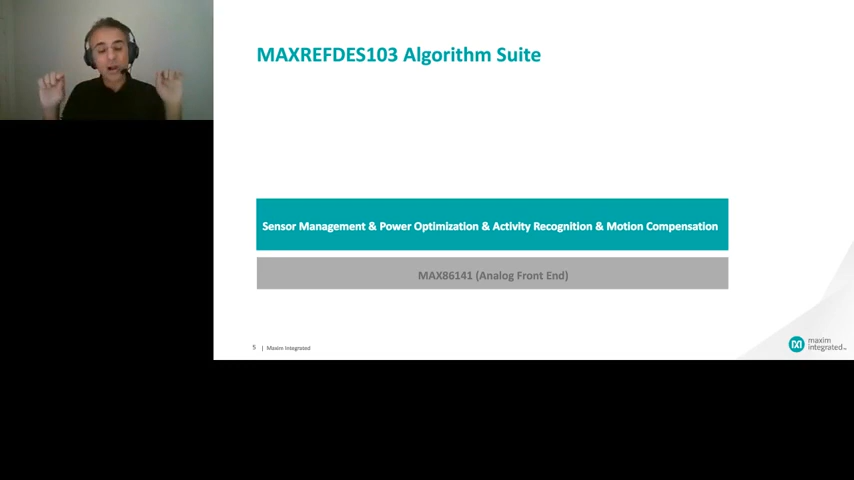 MAXREFDES103 Algorithm Suite
Sensor Management & Power Optimization & Activity Recognition & Motion Compensation
MAX86141 (Analog Front End)
5 | Maxim Integrated
maxim
integrated™